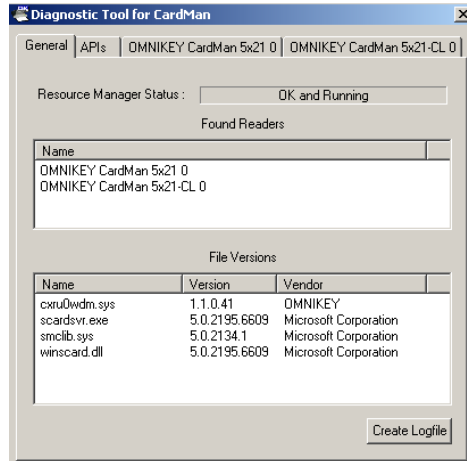 Diagnostic Tool for CardMan
General APIs OMNIKEY CardMan 5x21 0 OMNIKEY CardMan 5x21-CL 0
Resource Manager Status : OK and Running
Found Readers
Name
OMNIKEY CardMan 5x21 0
OMNIKEY CardMan 5x21-CL 0
File Versions
Name Version Vendor
cxru0wdm.sys 1.1.0.41 OMNIKEY
scardsvr.exe 5.0.2195.6609 Microsoft Corporation
smclib.sys 5.0.2134.1 Microsoft Corporation
winscard.dll 5.0.2195.6609 Microsoft Corporation
Create Logfile